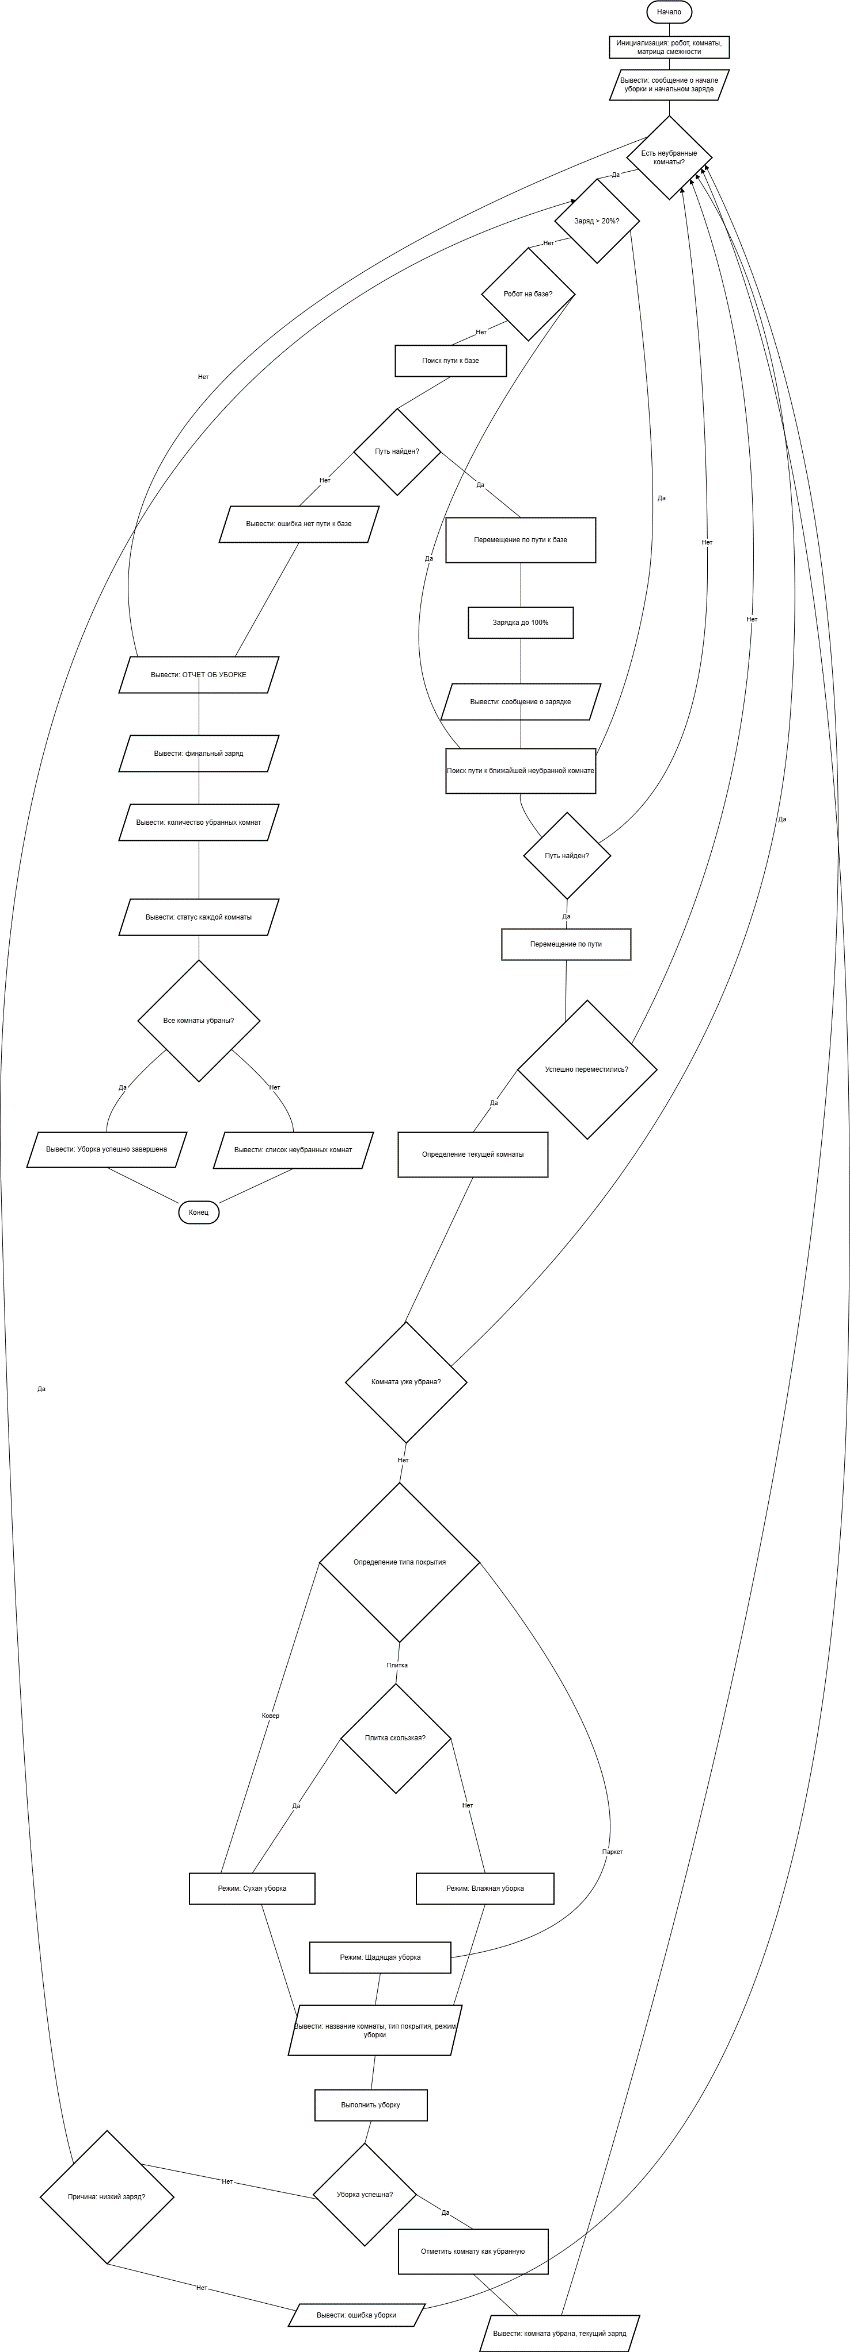 Начало
Инициализация: робот, комнаты,
матрица смежности
Вывести: сообщение о начале
уборки и начальном заряде
Есть неубранные
комнаты?
Да
Заряд > 20%?
Нет
Робот на базе?
Нет
Поиск пути к базе
Нет
Путь найден?
Нет
Да
Да
Вывести: ошибка нет пути к базе
Перемещение по пути к базе
Нет
Да
Зарядка до 100%
Нет
Вывести: ОТЧЕТ ОБ УБОРКЕ
Вывести: сообщение о зарядке
Вывести: финальный заряд
Поиск пути к ближайшей неубранной комнате
Вывести: количество убранных комнат
Да
Путь найден?
Вывести: статус каждой комнаты
Да
Перемещение по пути
Все комнаты убраны?
Успешно переместились?
Да
Нет
Да
Вывести: Уборка успешно завершена
Вывести: список неубранных комнат
Определение текущей комнаты
Конец
Комната уже убрана?
Да
Нет
Определение типа покрытия
Плитка
Ковер
Плитка скользкая?
Да
Нет
Паркет
Режим: Сухая уборка
Режим: Влажная уборка
Режим: Щадящая уборка
Вывести: название комнаты, тип покрытия, режим
уборки
Выполнить уборку
Нет
Уборка успешна?
Причина: низкий заряд?
Да
Отметить комнату как убранную
Нет
Вывести: ошибка уборки
Вывести: комната убрана, текущий заряд